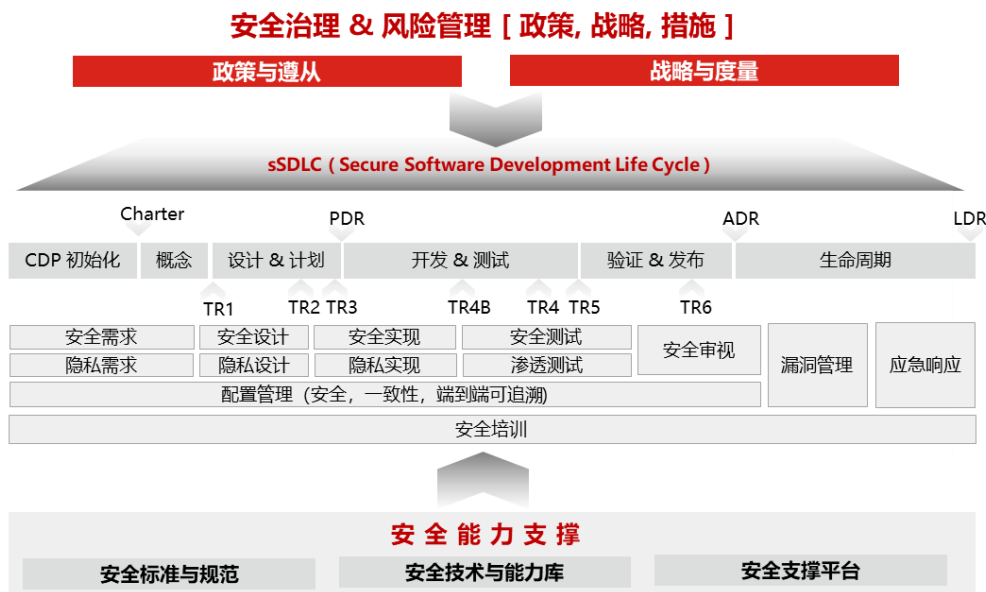 安全治理 & 风险管理 [ 政策, 战略, 措施 ]
政策与遵从
战略与度量
sSDLC ( Secure Software Development Life Cycle )
Charter
PDR
ADR
LDR
CDP 初始化
概念
设计 & 计划
开发 & 测试
验证 & 发布
生命周期
TR1
TR2
TR3
TR4B
TR4
TR5
TR6
安全需求
安全设计
安全实现
安全测试
安全审视
漏洞管理
应急响应
隐私需求
隐私设计
隐私实现
渗透测试
配置管理 (安全，一致性，端到端可追溯)
安全培训
安全能力支撑
安全标准与规范
安全技术与能力库
安全支撑平台